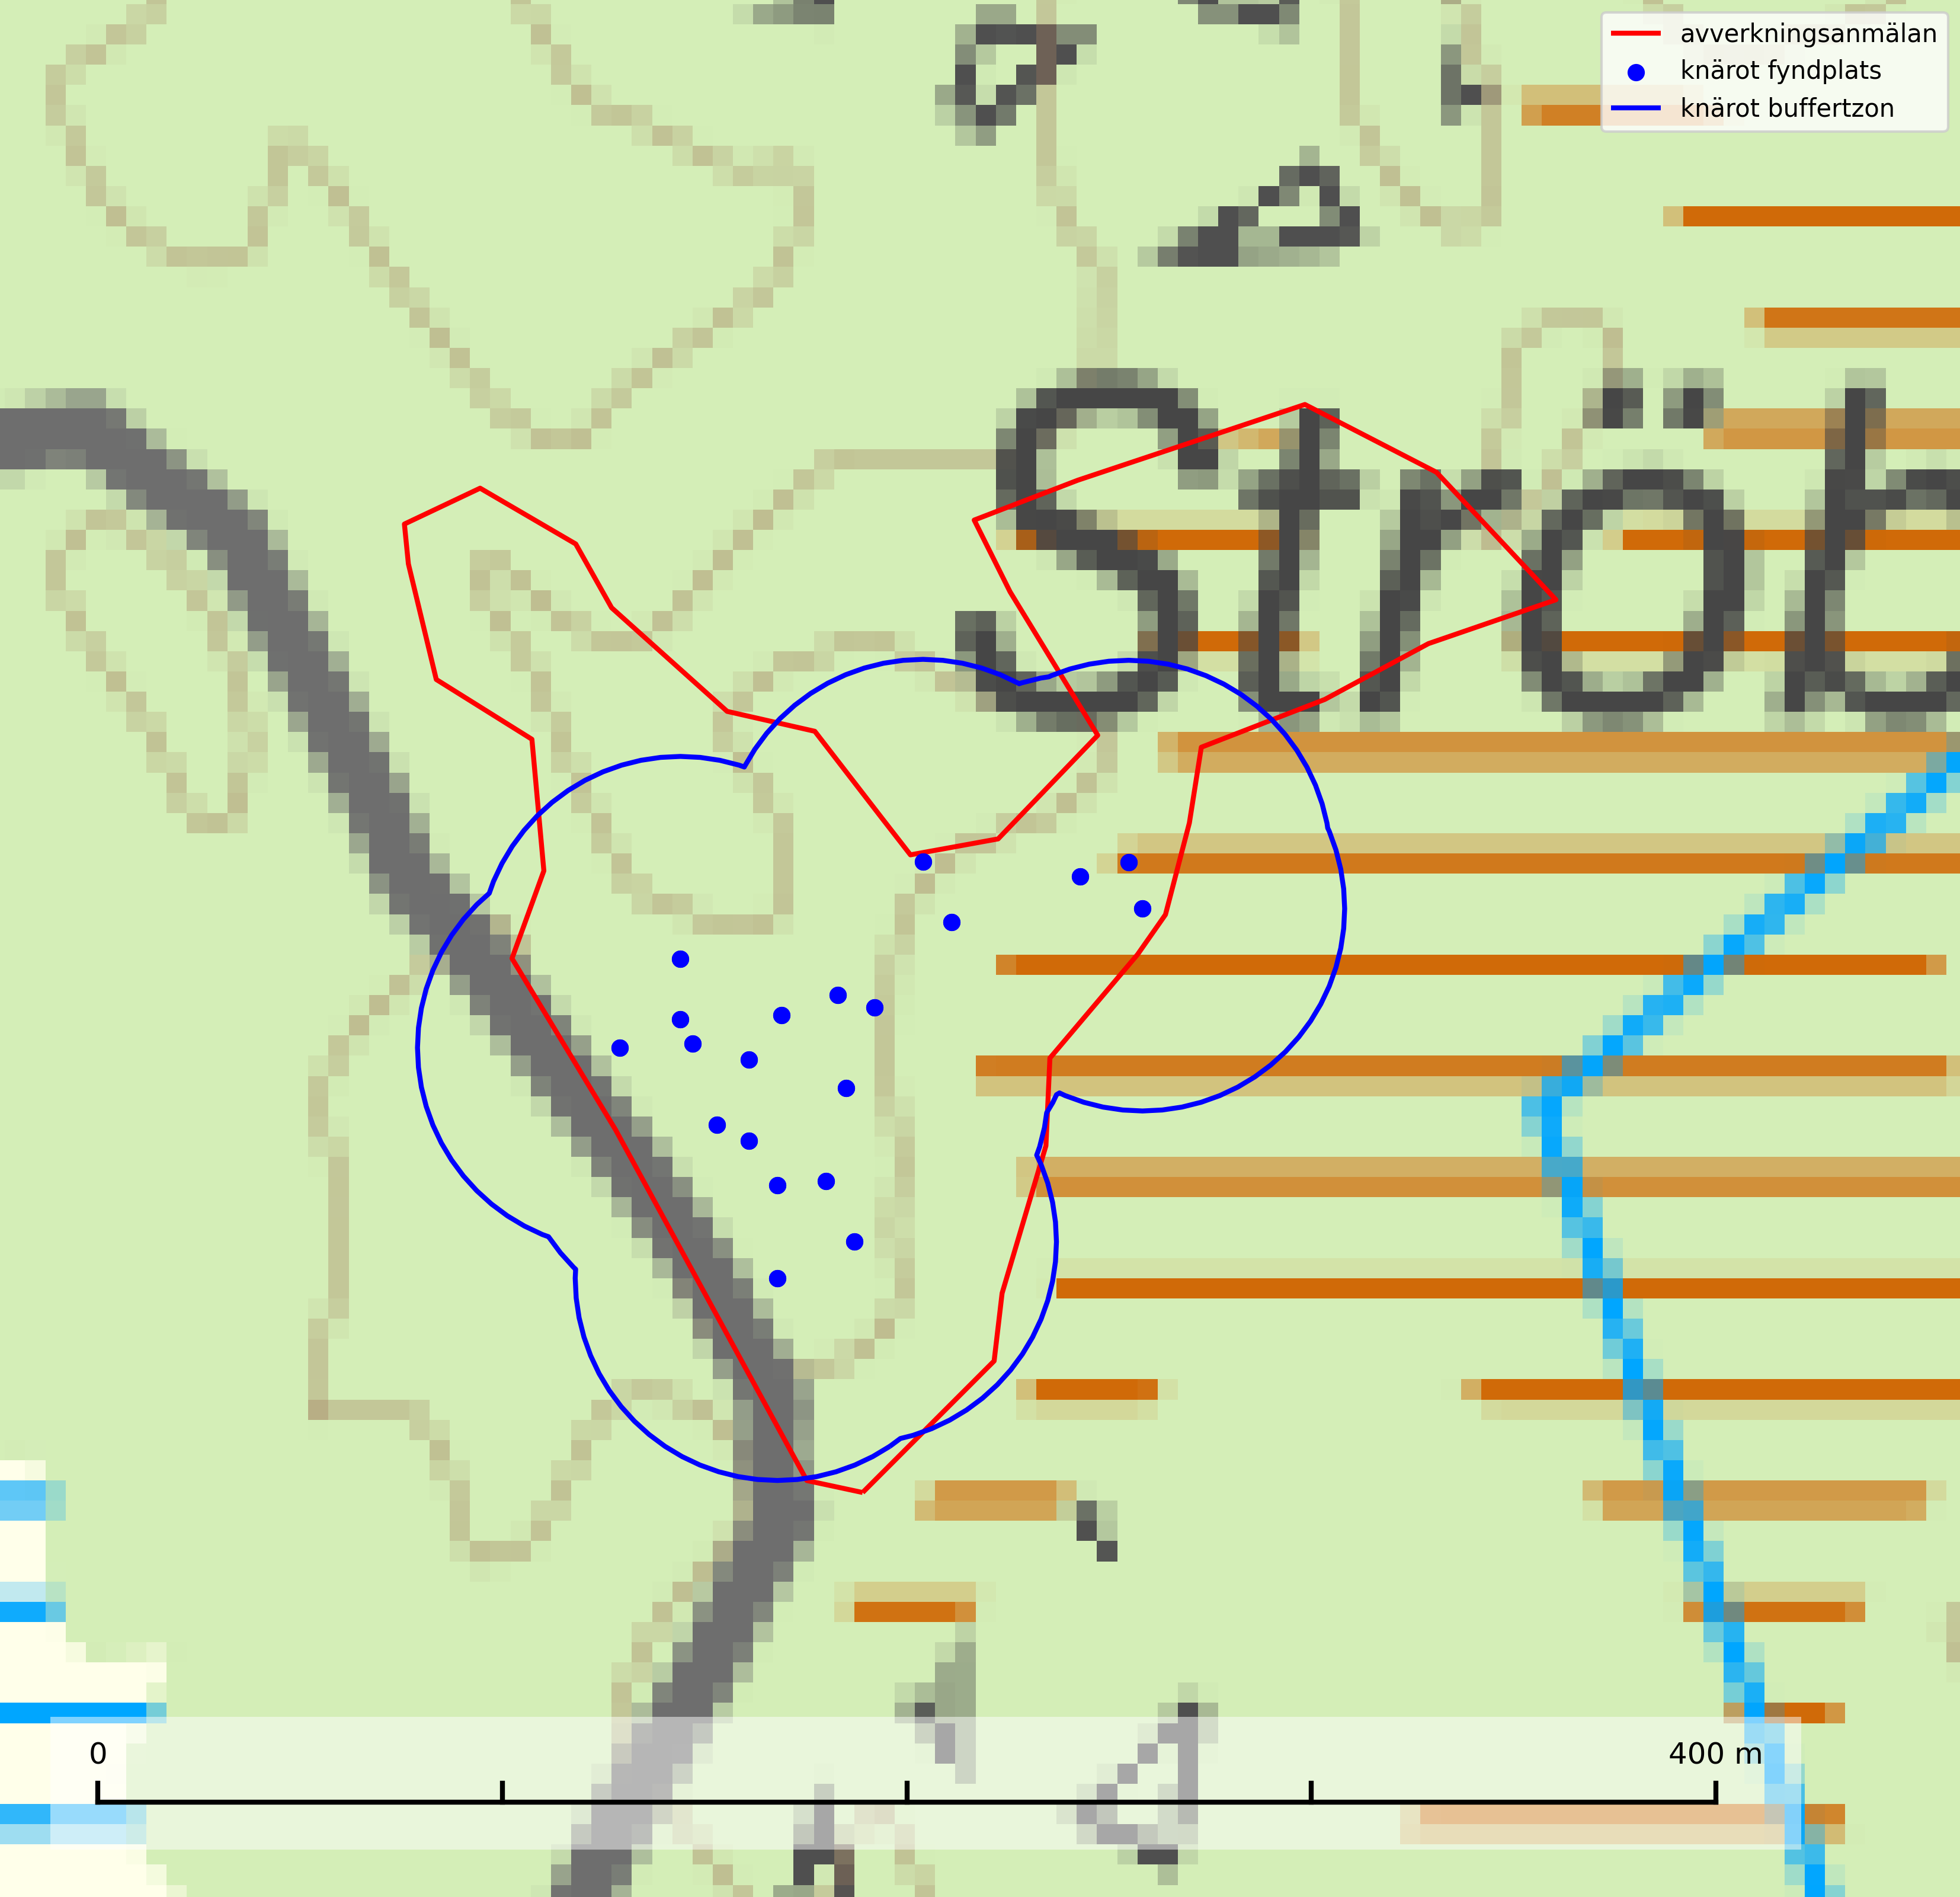 avverkningsanmälan
knärot fyndplats
knärot buffertzon
0
400 m